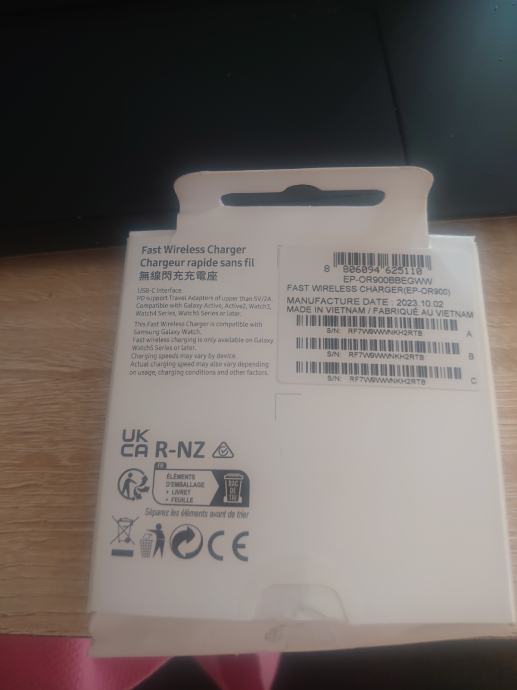 Fast Wireless Charger
Chargeur rapide sans fil
無線閃充充電座
USB-C Interface
PD support Travel Adapters of upper than 5V/2A.
Compatible with Galaxy Active, Active2, Watch3,
Watch4 Series, Watch5 Series or later.
This Fast Wireless Charger is compatible with
Samsung Galaxy Watch.
Fast wireless charging is only available on Galaxy
Watch5 Series or later.
Charging speeds may vary by device.
Actual charging speed may also vary depending
on usage, charging conditions and other factors.
8 806094 625110
EP-OR900BBEGWW
FAST WIRELESS CHARGER(EP-OR900)
MANUFACTURE DATE : 2023.10.02
MADE IN VIETNAM / FABRIQUÉ AU VIETNAM
A
S/N: RF7W9WWNKH2RTB
B
S/N: RF7W9WWNKH2RTB
C
S/N: RF7W9WWNKH2RTB
UK
CA R-NZ
FR
ÉLÉMENTS
D'EMBALLAGE
+ LIVRET
+ FEUILLE
BAC
DE
TRI
Séparez les éléments avant de trier
CE